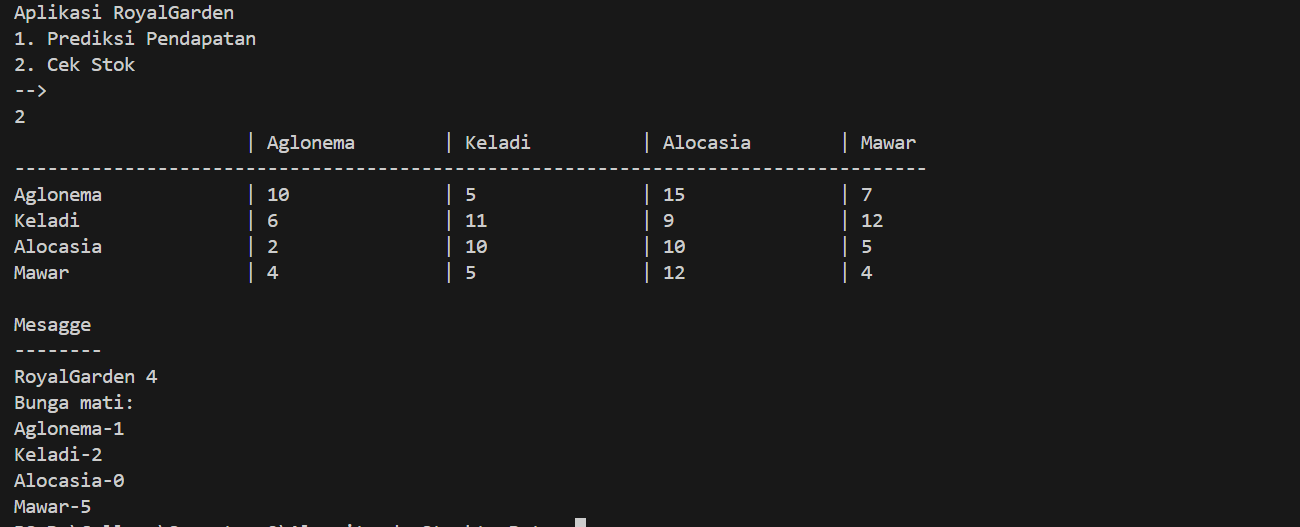 Aplikasi RoyalGarden
1. Prediksi Pendapatan
2. Cek Stok
-->
2
| Aglonema | Keladi | Alocasia | Mawar
-----------------------------------------------------------------------------------
Aglonema | 10 | 5 | 15 | 7
Keladi | 6 | 11 | 9 | 12
Alocasia | 2 | 10 | 10 | 5
Mawar | 4 | 5 | 12 | 4
Mesagge
--------
RoyalGarden 4
Bunga mati:
Aglonema-1
Keladi-2
Alocasia-0
Mawar-5